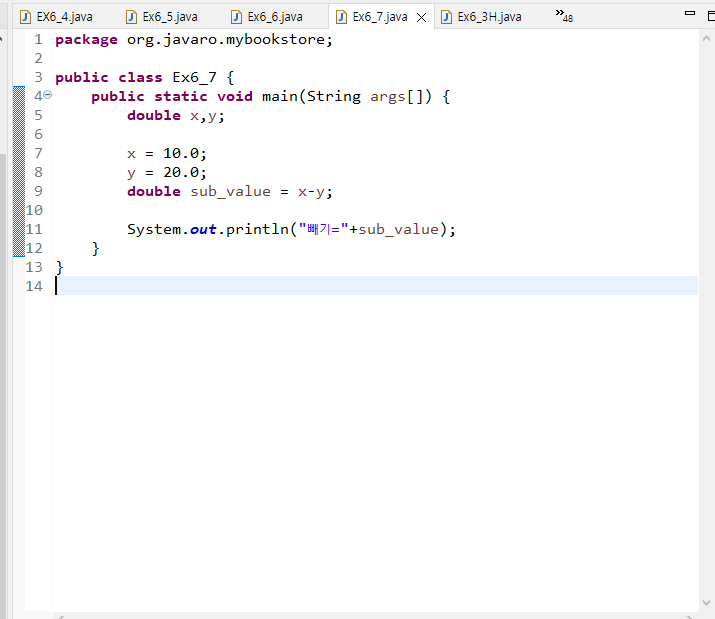 EX6_4.java Ex6_5.java Ex6_6.java Ex6_7.java Ex6_3H.java 48
1 package org.javaro.mybookstore;
2
3 public class Ex6_7 {
4 public static void main(String args[]) {
5 double x,y;
6
7 x = 10.0;
8 y = 20.0;
9 double sub_value = x-y;
10
11 System.out.println("빼기="+sub_value);
12 }
13 }
14